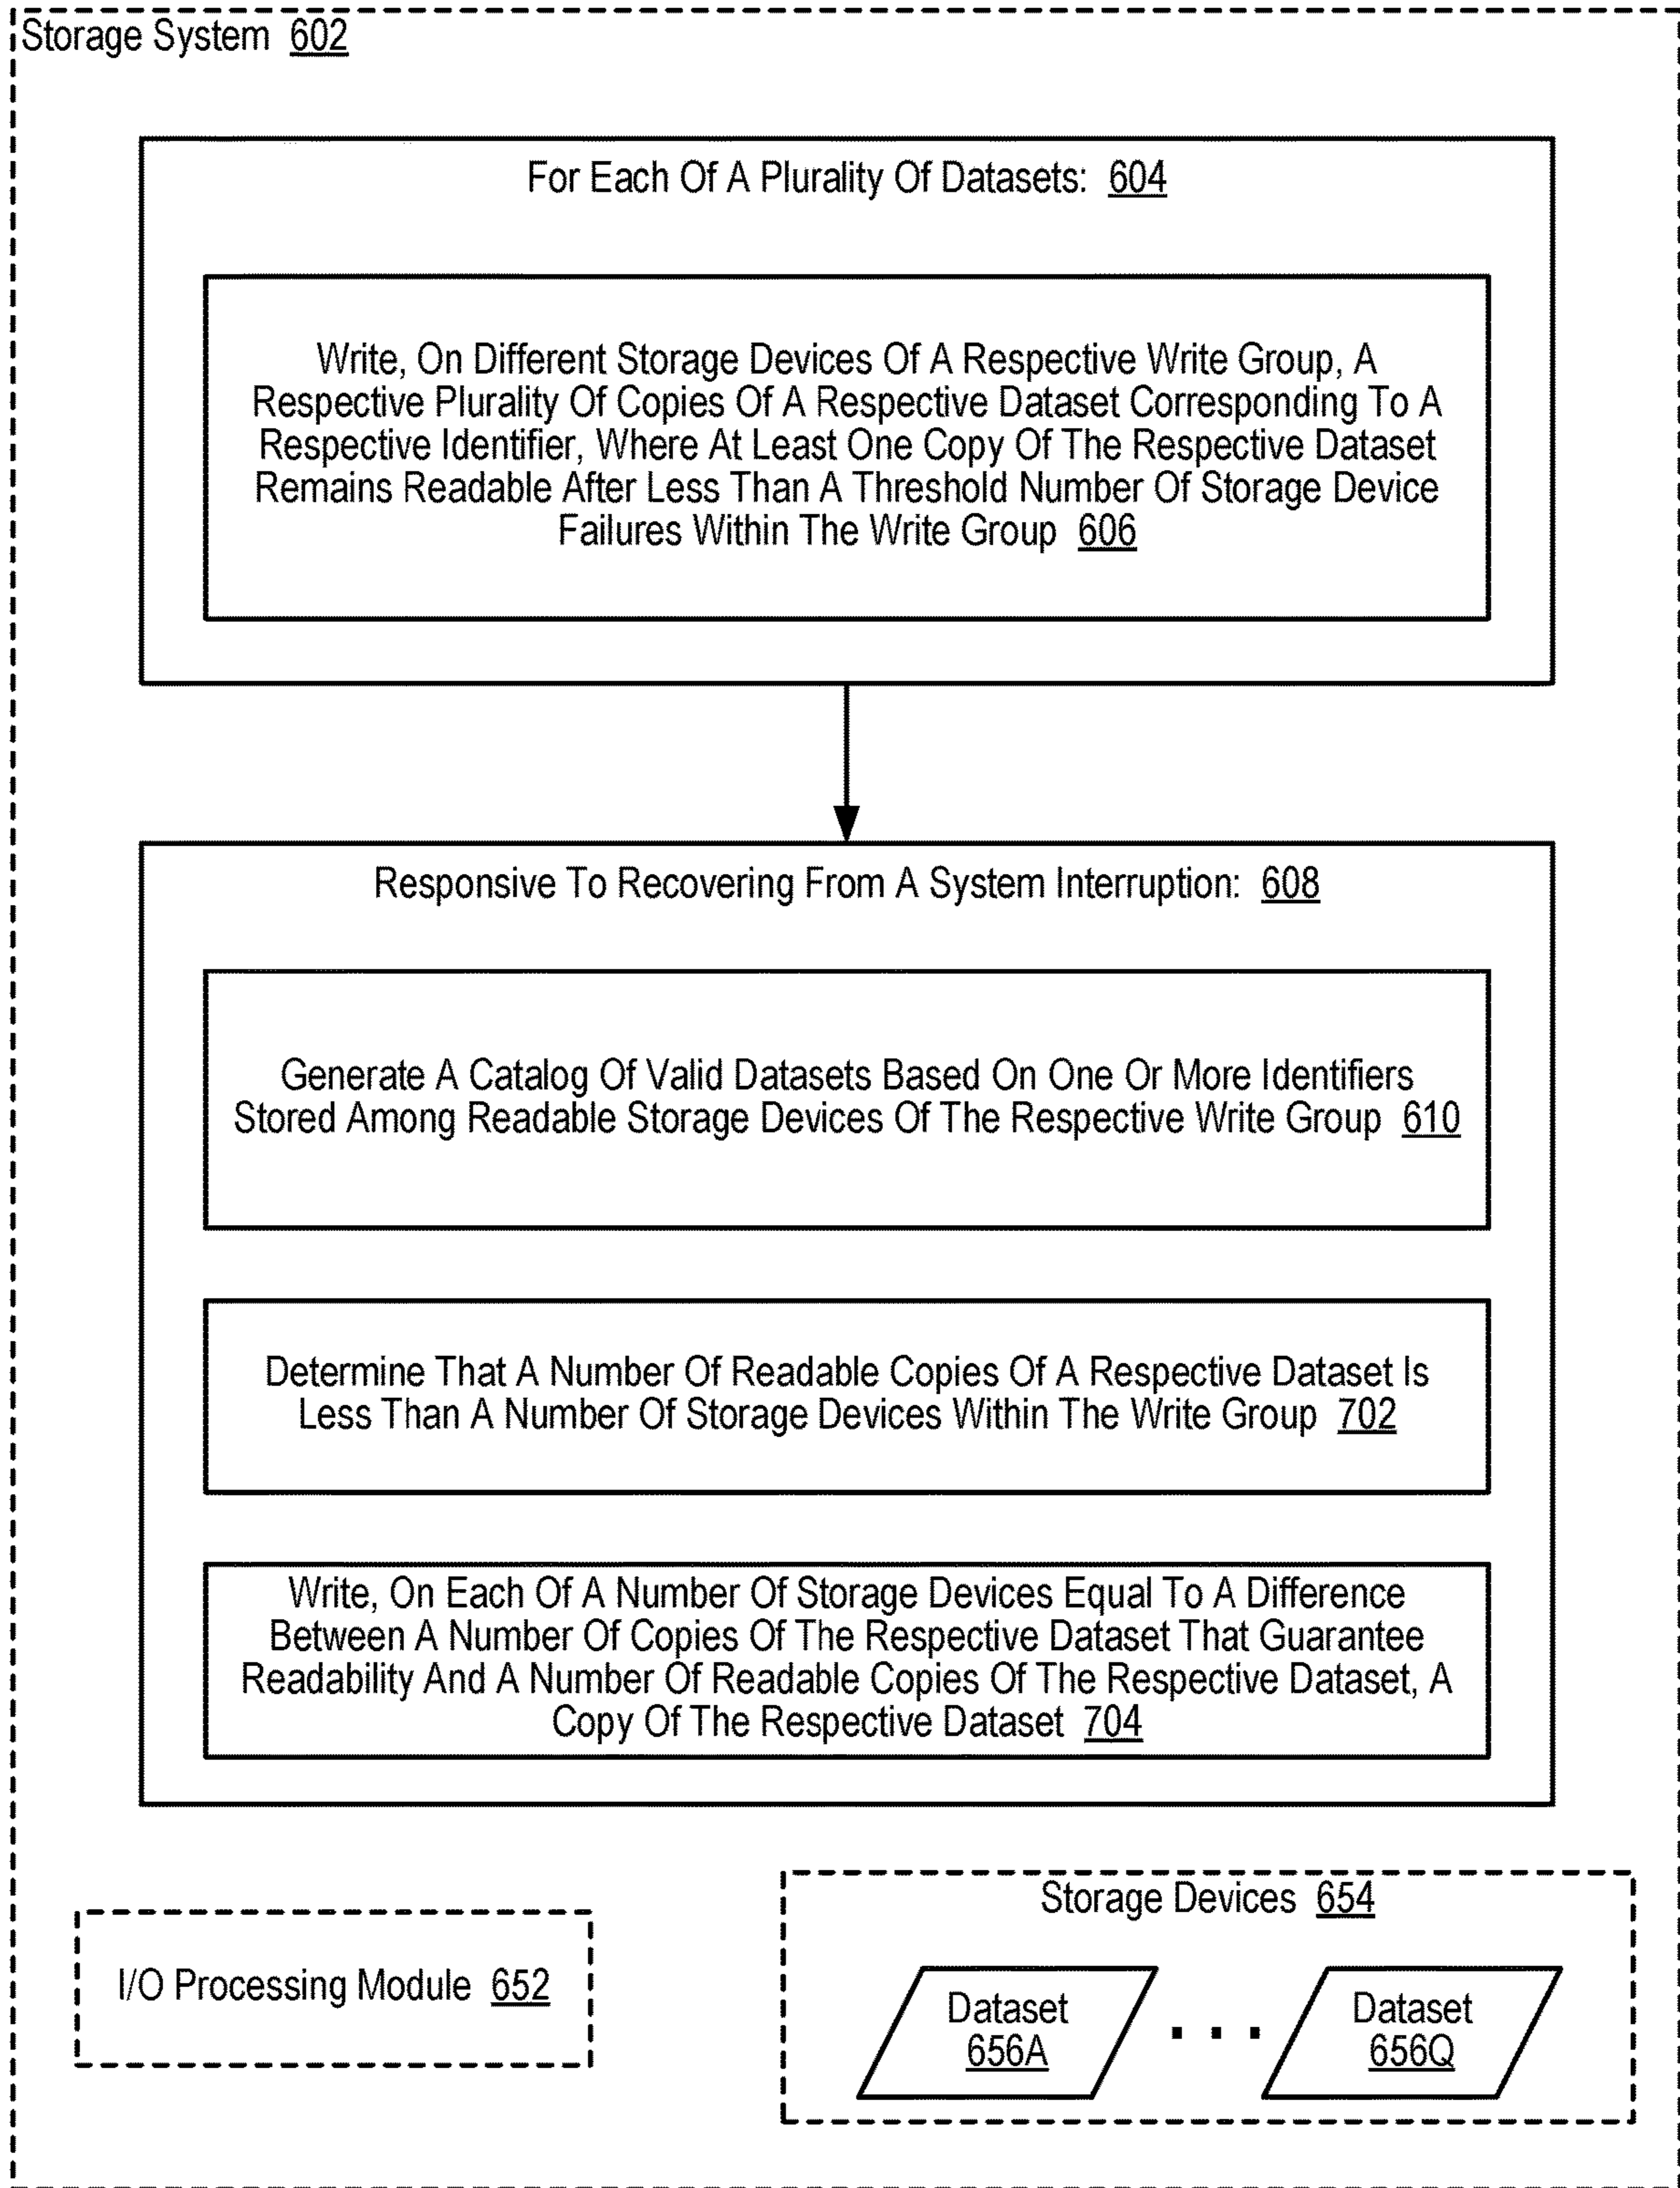 Storage System 602
For Each Of A Plurality Of Datasets: 604
Write, On Different Storage Devices Of A Respective Write Group, A
Respective Plurality Of Copies Of A Respective Dataset Corresponding To A
Respective Identifier, Where At Least One Copy Of The Respective Dataset
Remains Readable After Less Than A Threshold Number Of Storage Device
Failures Within The Write Group 606
Responsive To Recovering From A System Interruption: 608
Generate A Catalog Of Valid Datasets Based On One Or More Identifiers
Stored Among Readable Storage Devices Of The Respective Write Group 610
Determine That A Number Of Readable Copies Of A Respective Dataset Is
Less Than A Number Of Storage Devices Within The Write Group 702
Write, On Each Of A Number Of Storage Devices Equal To A Difference
Between A Number Of Copies Of The Respective Dataset That Guarantee
Readability And A Number Of Readable Copies Of The Respective Dataset, A
Copy Of The Respective Dataset 704
Storage Devices 654
I/O Processing Module 652
Dataset
656A
Dataset
656Q